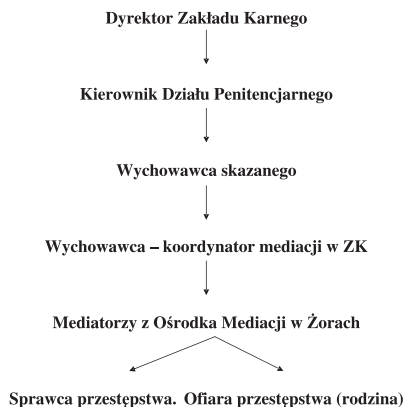 Dyrektor Zakładu Karnego
Kierownik Działu Penitencjarnego
Wychowawca skazanego
Wychowawca – koordynator mediacji w ZK
Mediatorzy z Ośrodka Mediacji w Żorach
Sprawca przestępstwa. Ofiara przestępstwa (rodzina)